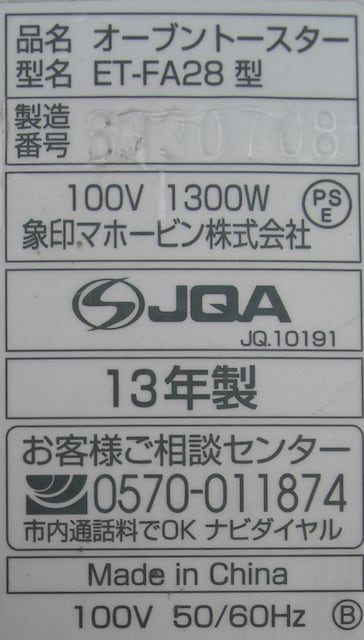 品名 オーブントースター
型名 ET-FA28 型
製造
番号
100V 1300W
PS
E
象印マホービン株式会社
JQA
JQ.10191
13年製
お客様ご相談センター
0570-011874
市内通話料でOK ナビダイヤル
Made in China
100V 50/60Hz Ⓑ